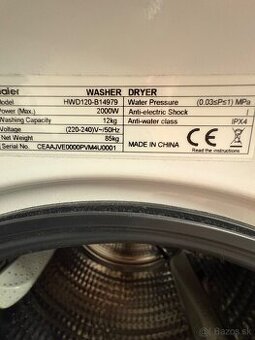 WASHER DRYER
Model HWD120-B14979 Water Pressure (0.03≤P≤1) MPa
Power (Max.) 2000W Anti-electric Shock I
Washing Capacity 12kg Anti-water class IPX4
Voltage (220-240)V~/50Hz
Net Weight 85kg
Serial No. CEAAJVE0000PVM4U0001
MADE IN CHINA
CE
Read the instructions
Bazos.sk